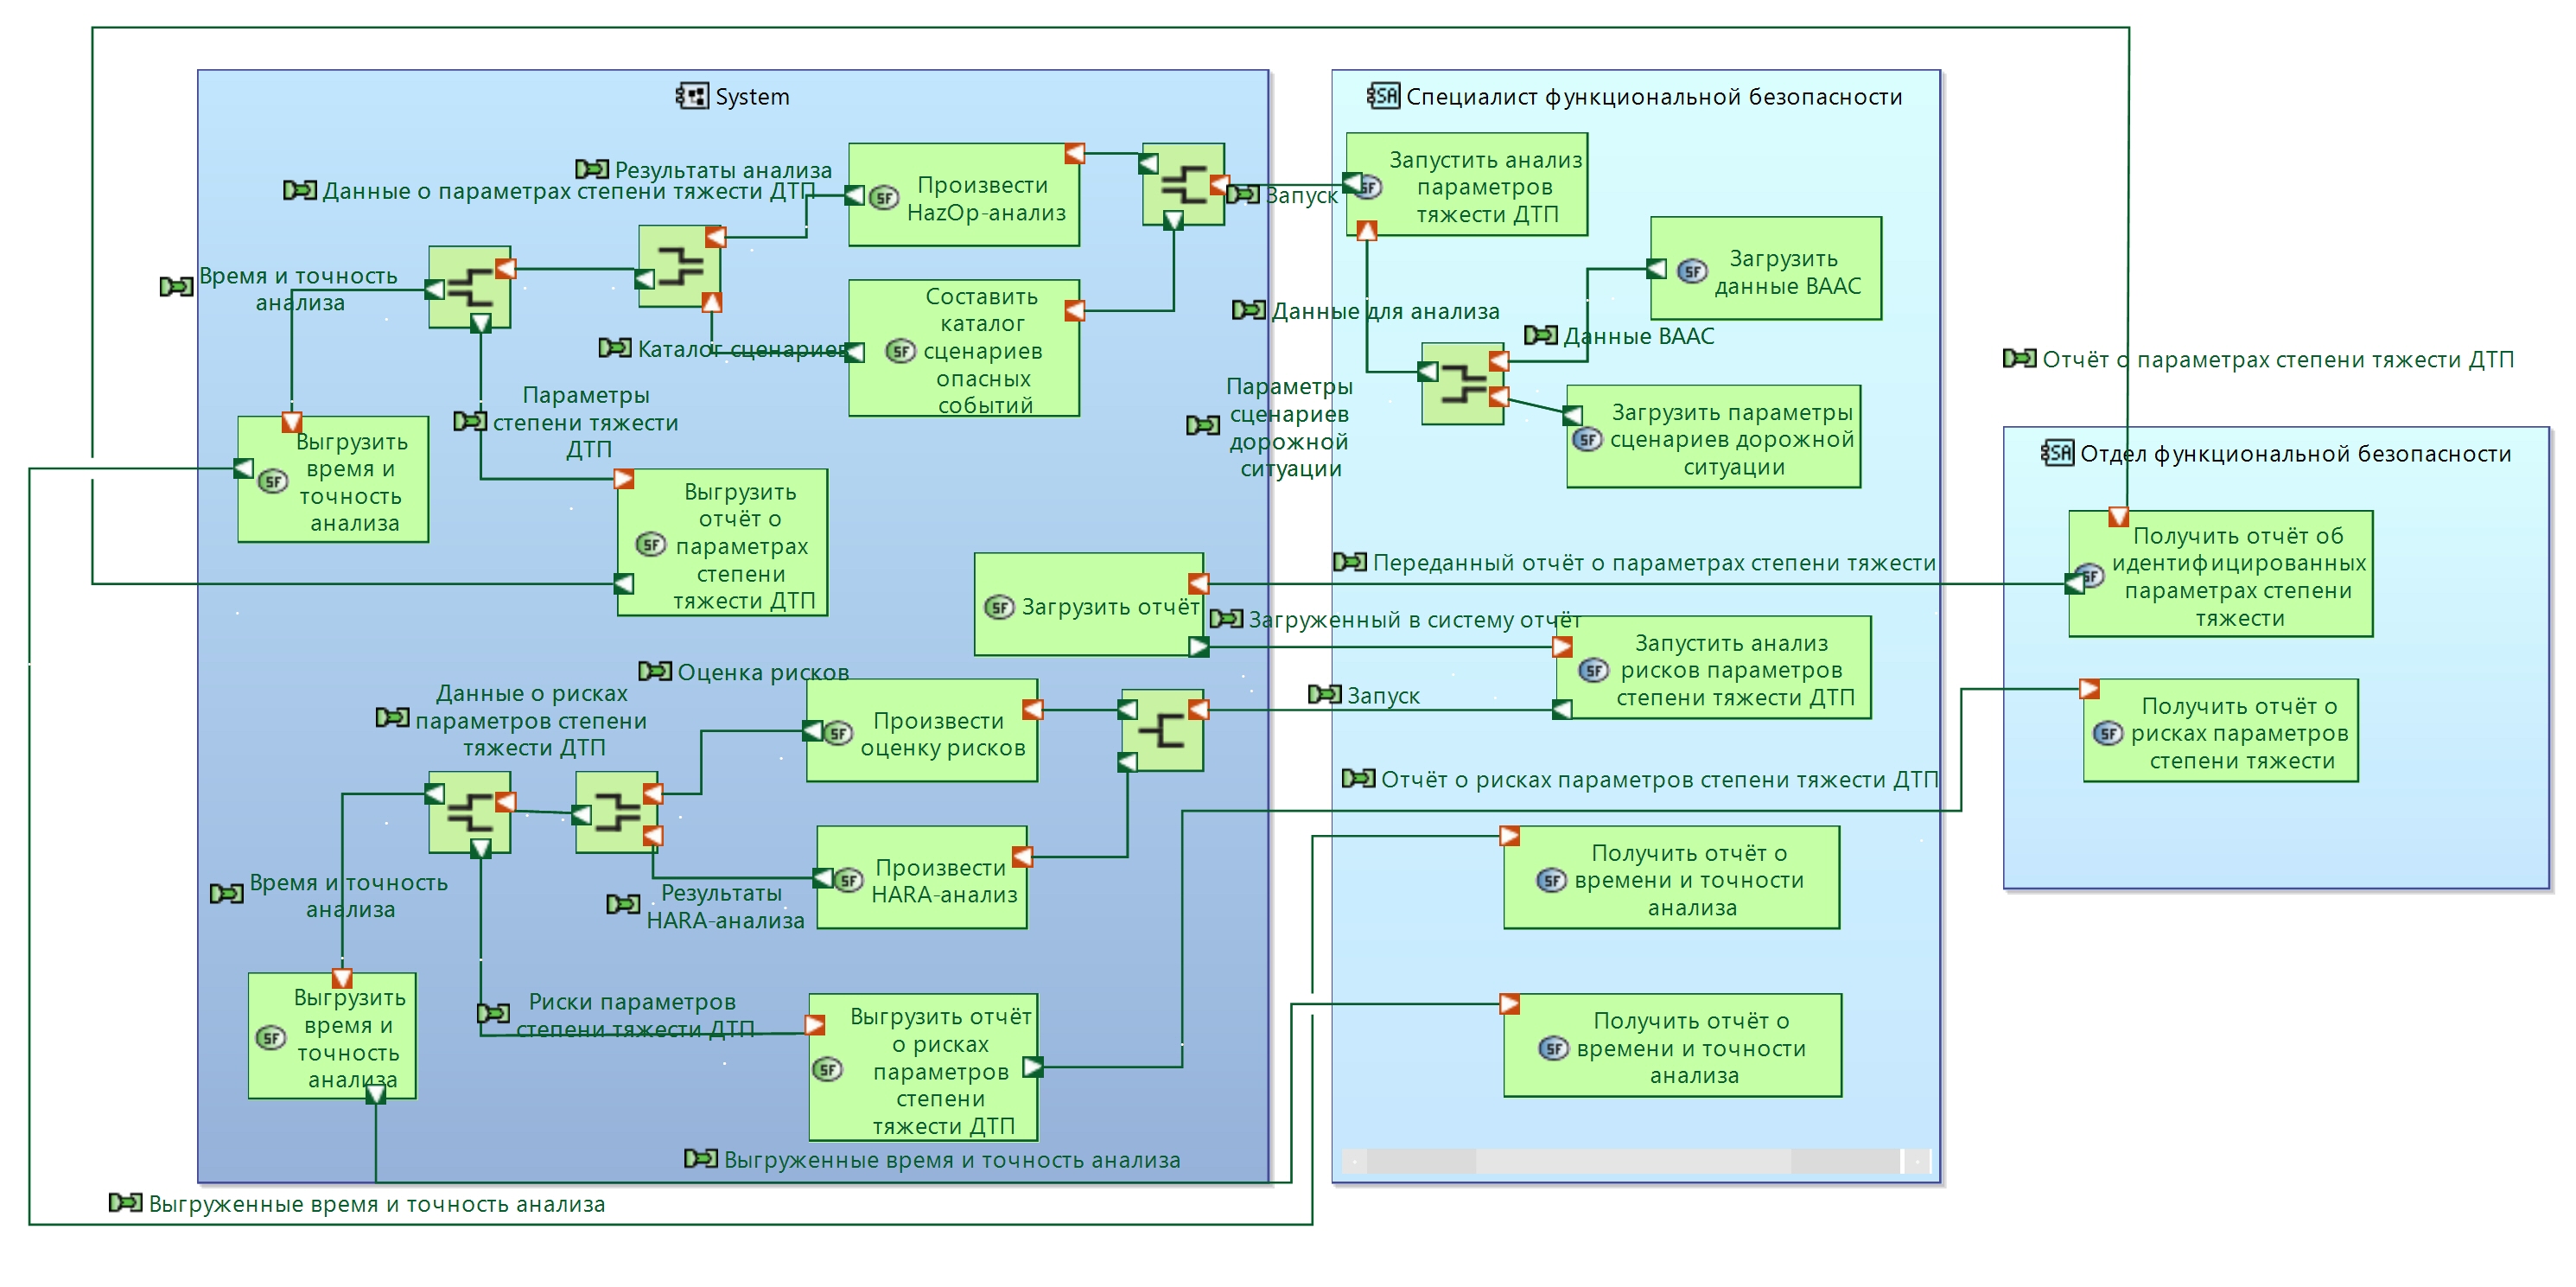 System
Результаты анализа
Данные о параметрах степени тяжести ДТП
Произвести
HazOp-анализ
Время и точность
анализа
Составить
каталог
сценариев
опасных
событий
Каталог сценариев
Параметры
степени тяжести
ДТП
Выгрузить
время и
точность
анализа
Выгрузить
отчёт о
параметрах
степени
тяжести ДТП
Загрузить отчёт
Оценка рисков
Данные о рисках
параметров степени
тяжести ДТП
Произвести
оценку рисков
Произвести
HARA-анализ
Время и точность
анализа
Результаты
HARA-анализа
Выгрузить
время и
точность
анализа
Риски параметров
степени тяжести ДТП
Выгрузить отчёт
о рисках
параметров
степени
тяжести ДТП
Выгруженные время и точность анализа
Выгруженные время и точность анализа
Запуск
Данные для анализа
Параметры
сценариев
дорожной
ситуации
Специалист функциональной безопасности
Запустить анализ
параметров
тяжести ДТП
Загрузить
данные ВААС
Данные ВААС
Загрузить параметры
сценариев дорожной
ситуации
Переданный отчёт о параметрах степени тяжести
Загруженный в систему отчёт
Запустить анализ
рисков параметров
степени тяжести ДТП
Запуск
Отчёт о рисках параметров степени тяжести ДТП
Получить отчёт о
времени и точности
анализа
Получить отчёт о
времени и точности
анализа
Отчёт о параметрах степени тяжести ДТП
Отдел функциональной безопасности
Получить отчёт об
идентифицированных
параметрах степени
тяжести
Получить отчёт о
рисках параметров
степени тяжести